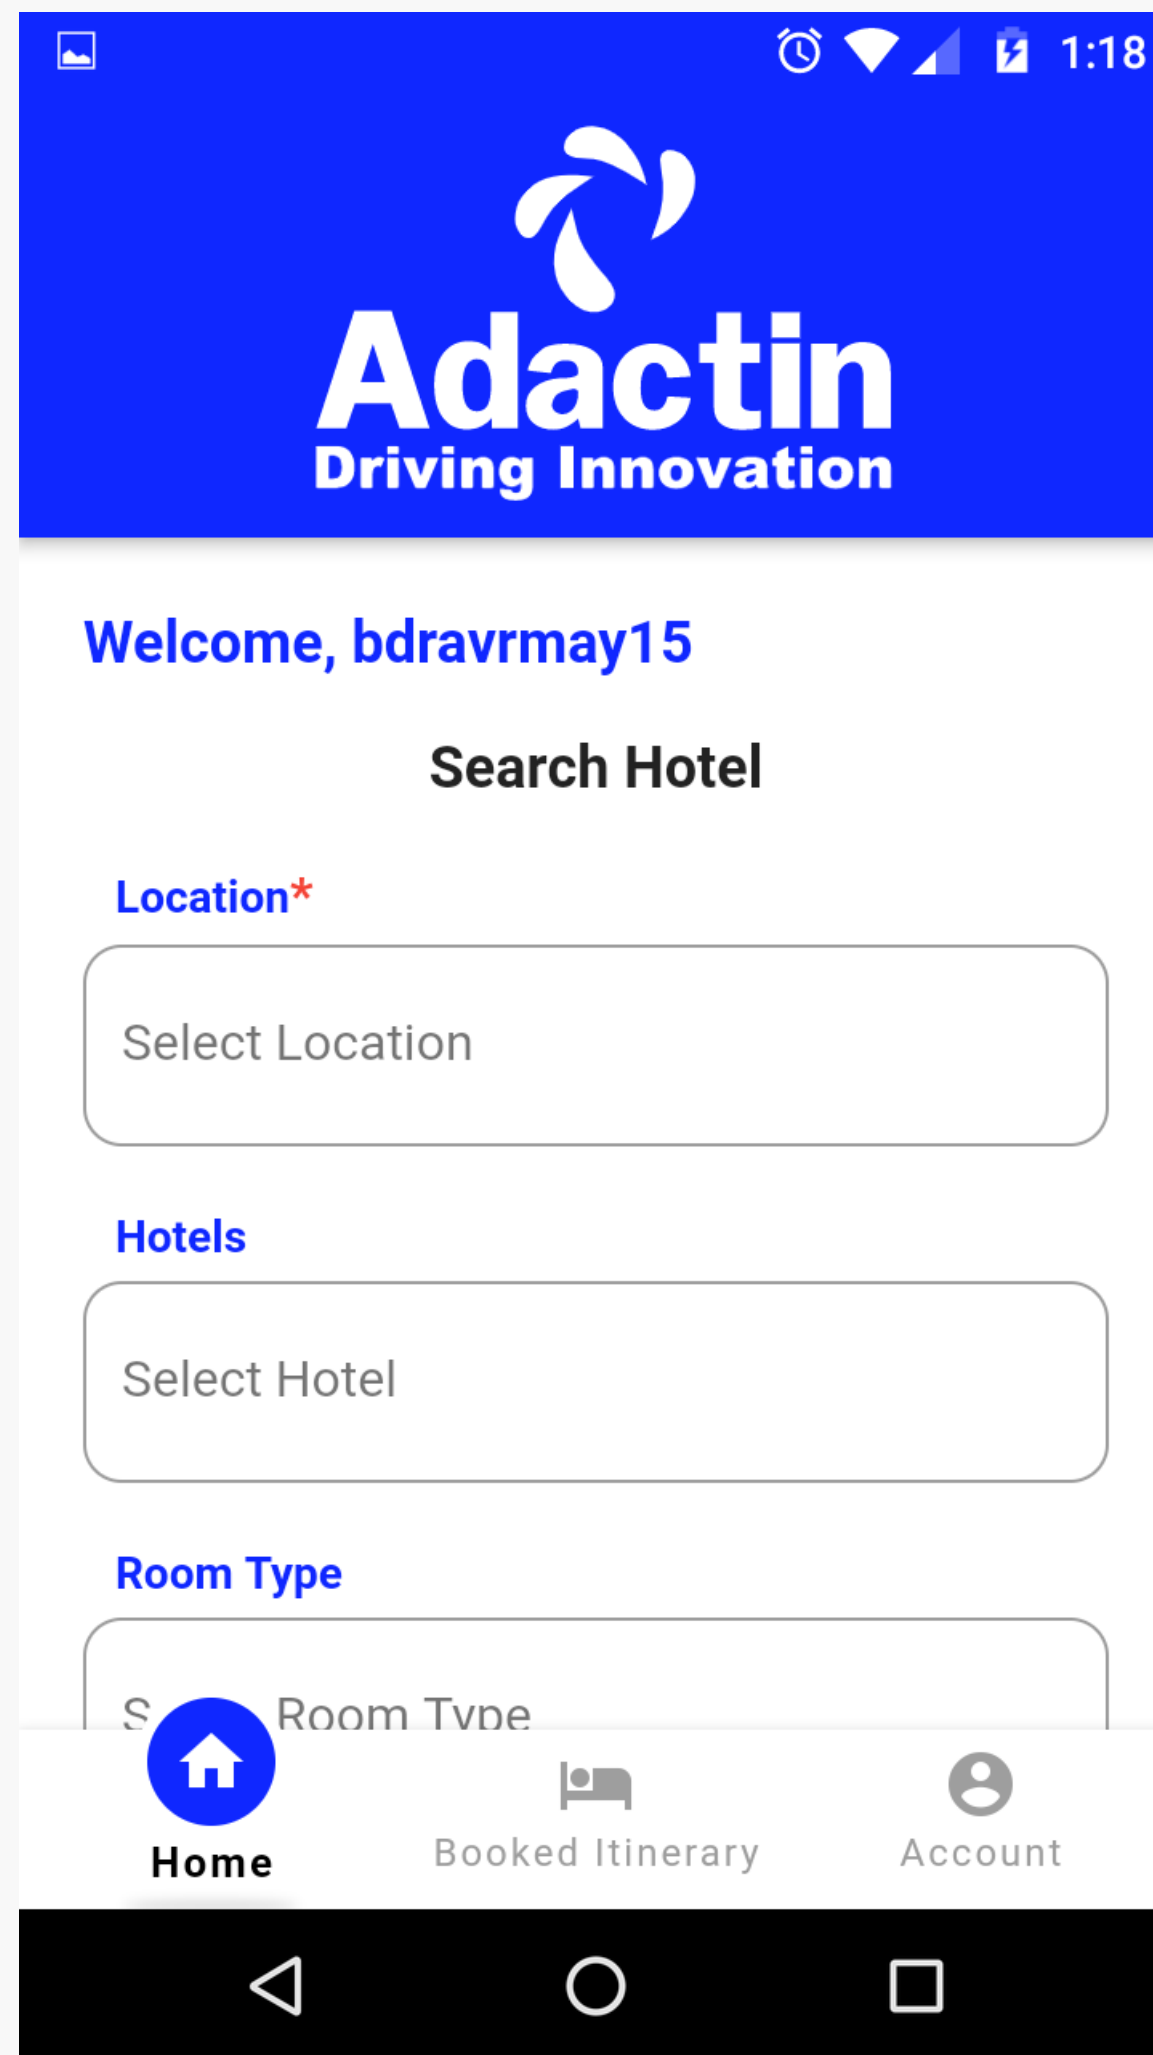 1:18
Adactin
Driving Innovation
Welcome, bdravrmay15
Search Hotel
Location*
Select Location
Hotels
Select Hotel
Room Type
Room Type
Home
Booked Itinerary
Account